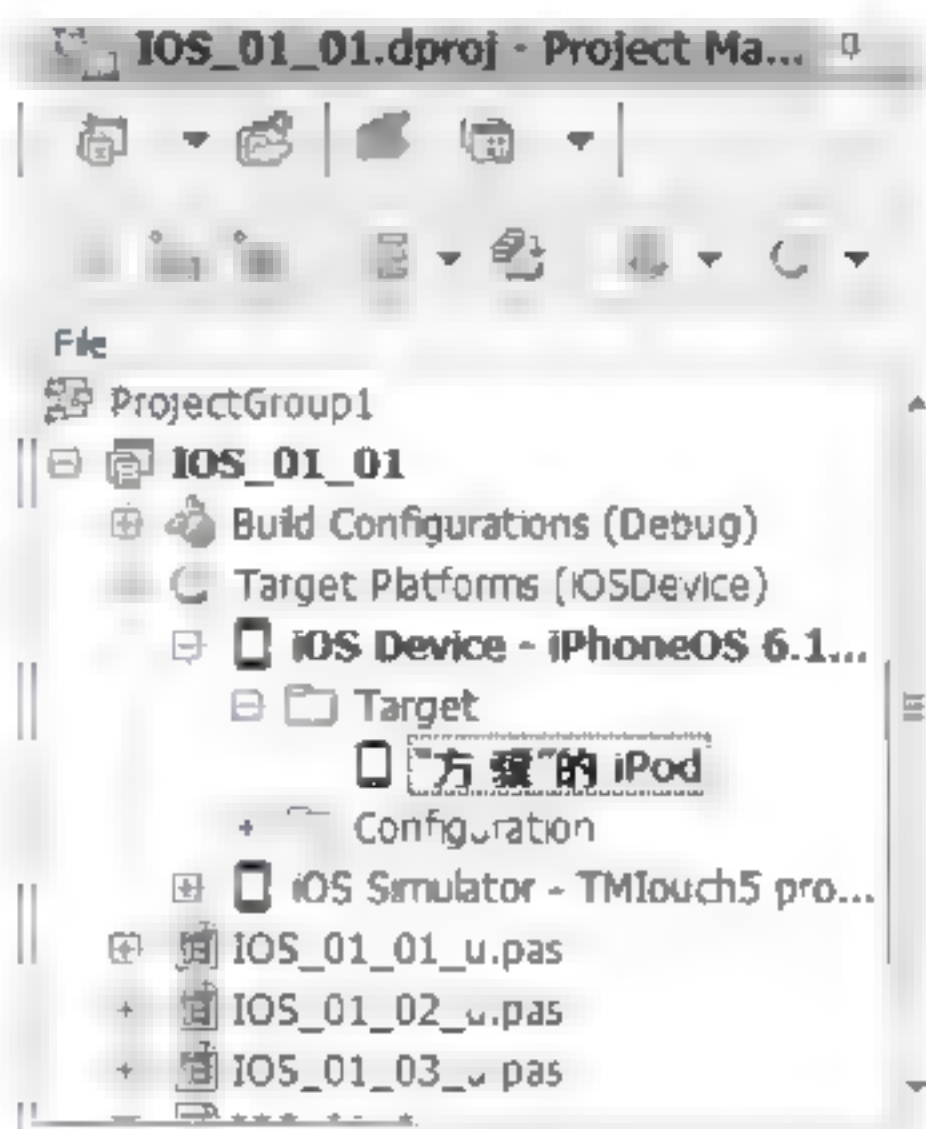 IOS_01_01.dproj - Project Ma...
File
ProjectGroup1
IOS_01_01
Build Configurations (Debug)
Target Platforms (iOSDevice)
iOS Device - iPhoneOS 6.1...
Target
的 iPod
Configuration
iOS Simulator - TMIouch5 pro...
IOS_01_01_u.pas
IOS_01_02_u.pas
IOS_01_03_u.pas